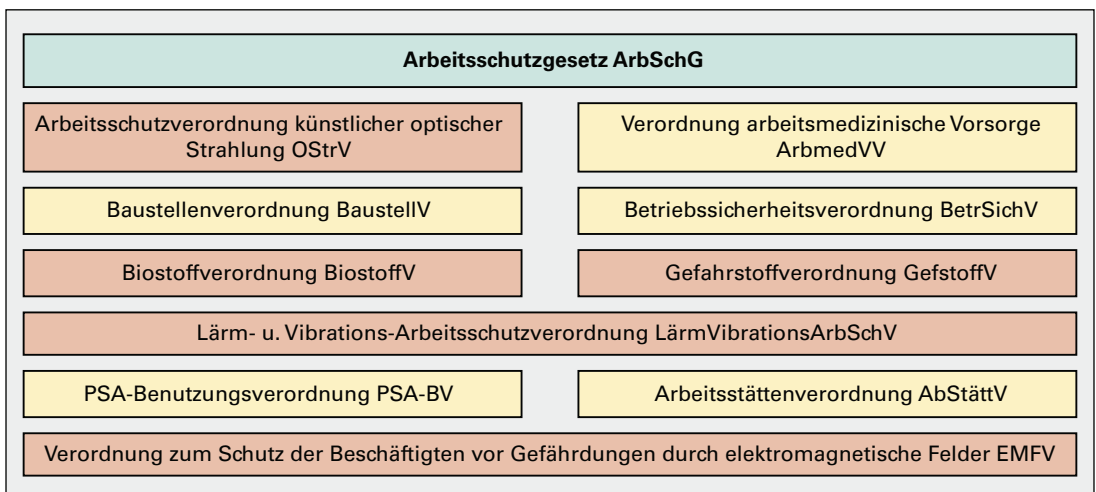 Arbeitsschutzgesetz ArbSchG
Arbeitsschutzverordnung künstlicher optischer
Strahlung OStrV
Verordnung arbeitsmedizinische Vorsorge
ArbmedVV
Baustellenverordnung BaustellV
Betriebssicherheitsverordnung BetrSichV
Biostoffverordnung BiostoffV
Gefahrstoffverordnung GefstoffV
Lärm- u. Vibrations-Arbeitsschutzverordnung LärmVibrationsArbSchV
PSA-Benutzungsverordnung PSA-BV
Arbeitsstättenverordnung AbStättV
Verordnung zum Schutz der Beschäftigten vor Gefährdungen durch elektromagnetische Felder EMFV